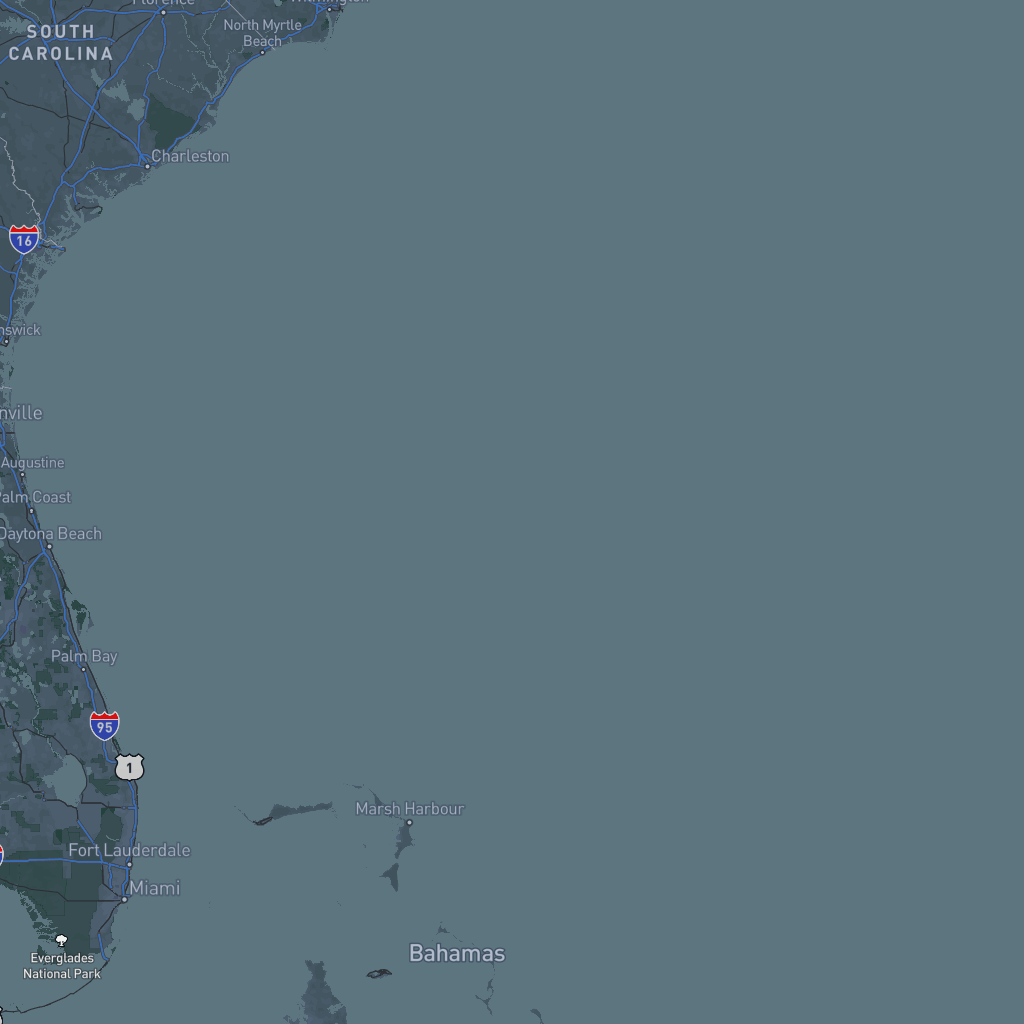 Florence
Wilmington
SOUTH
CAROLINA
North Myrtle
Beach
Charleston
16
nswick
nville
Augustine
Palm Coast
Daytona Beach
Palm Bay
95
1
Marsh Harbour
Fort Lauderdale
Miami
Bahamas
Everglades
National Park